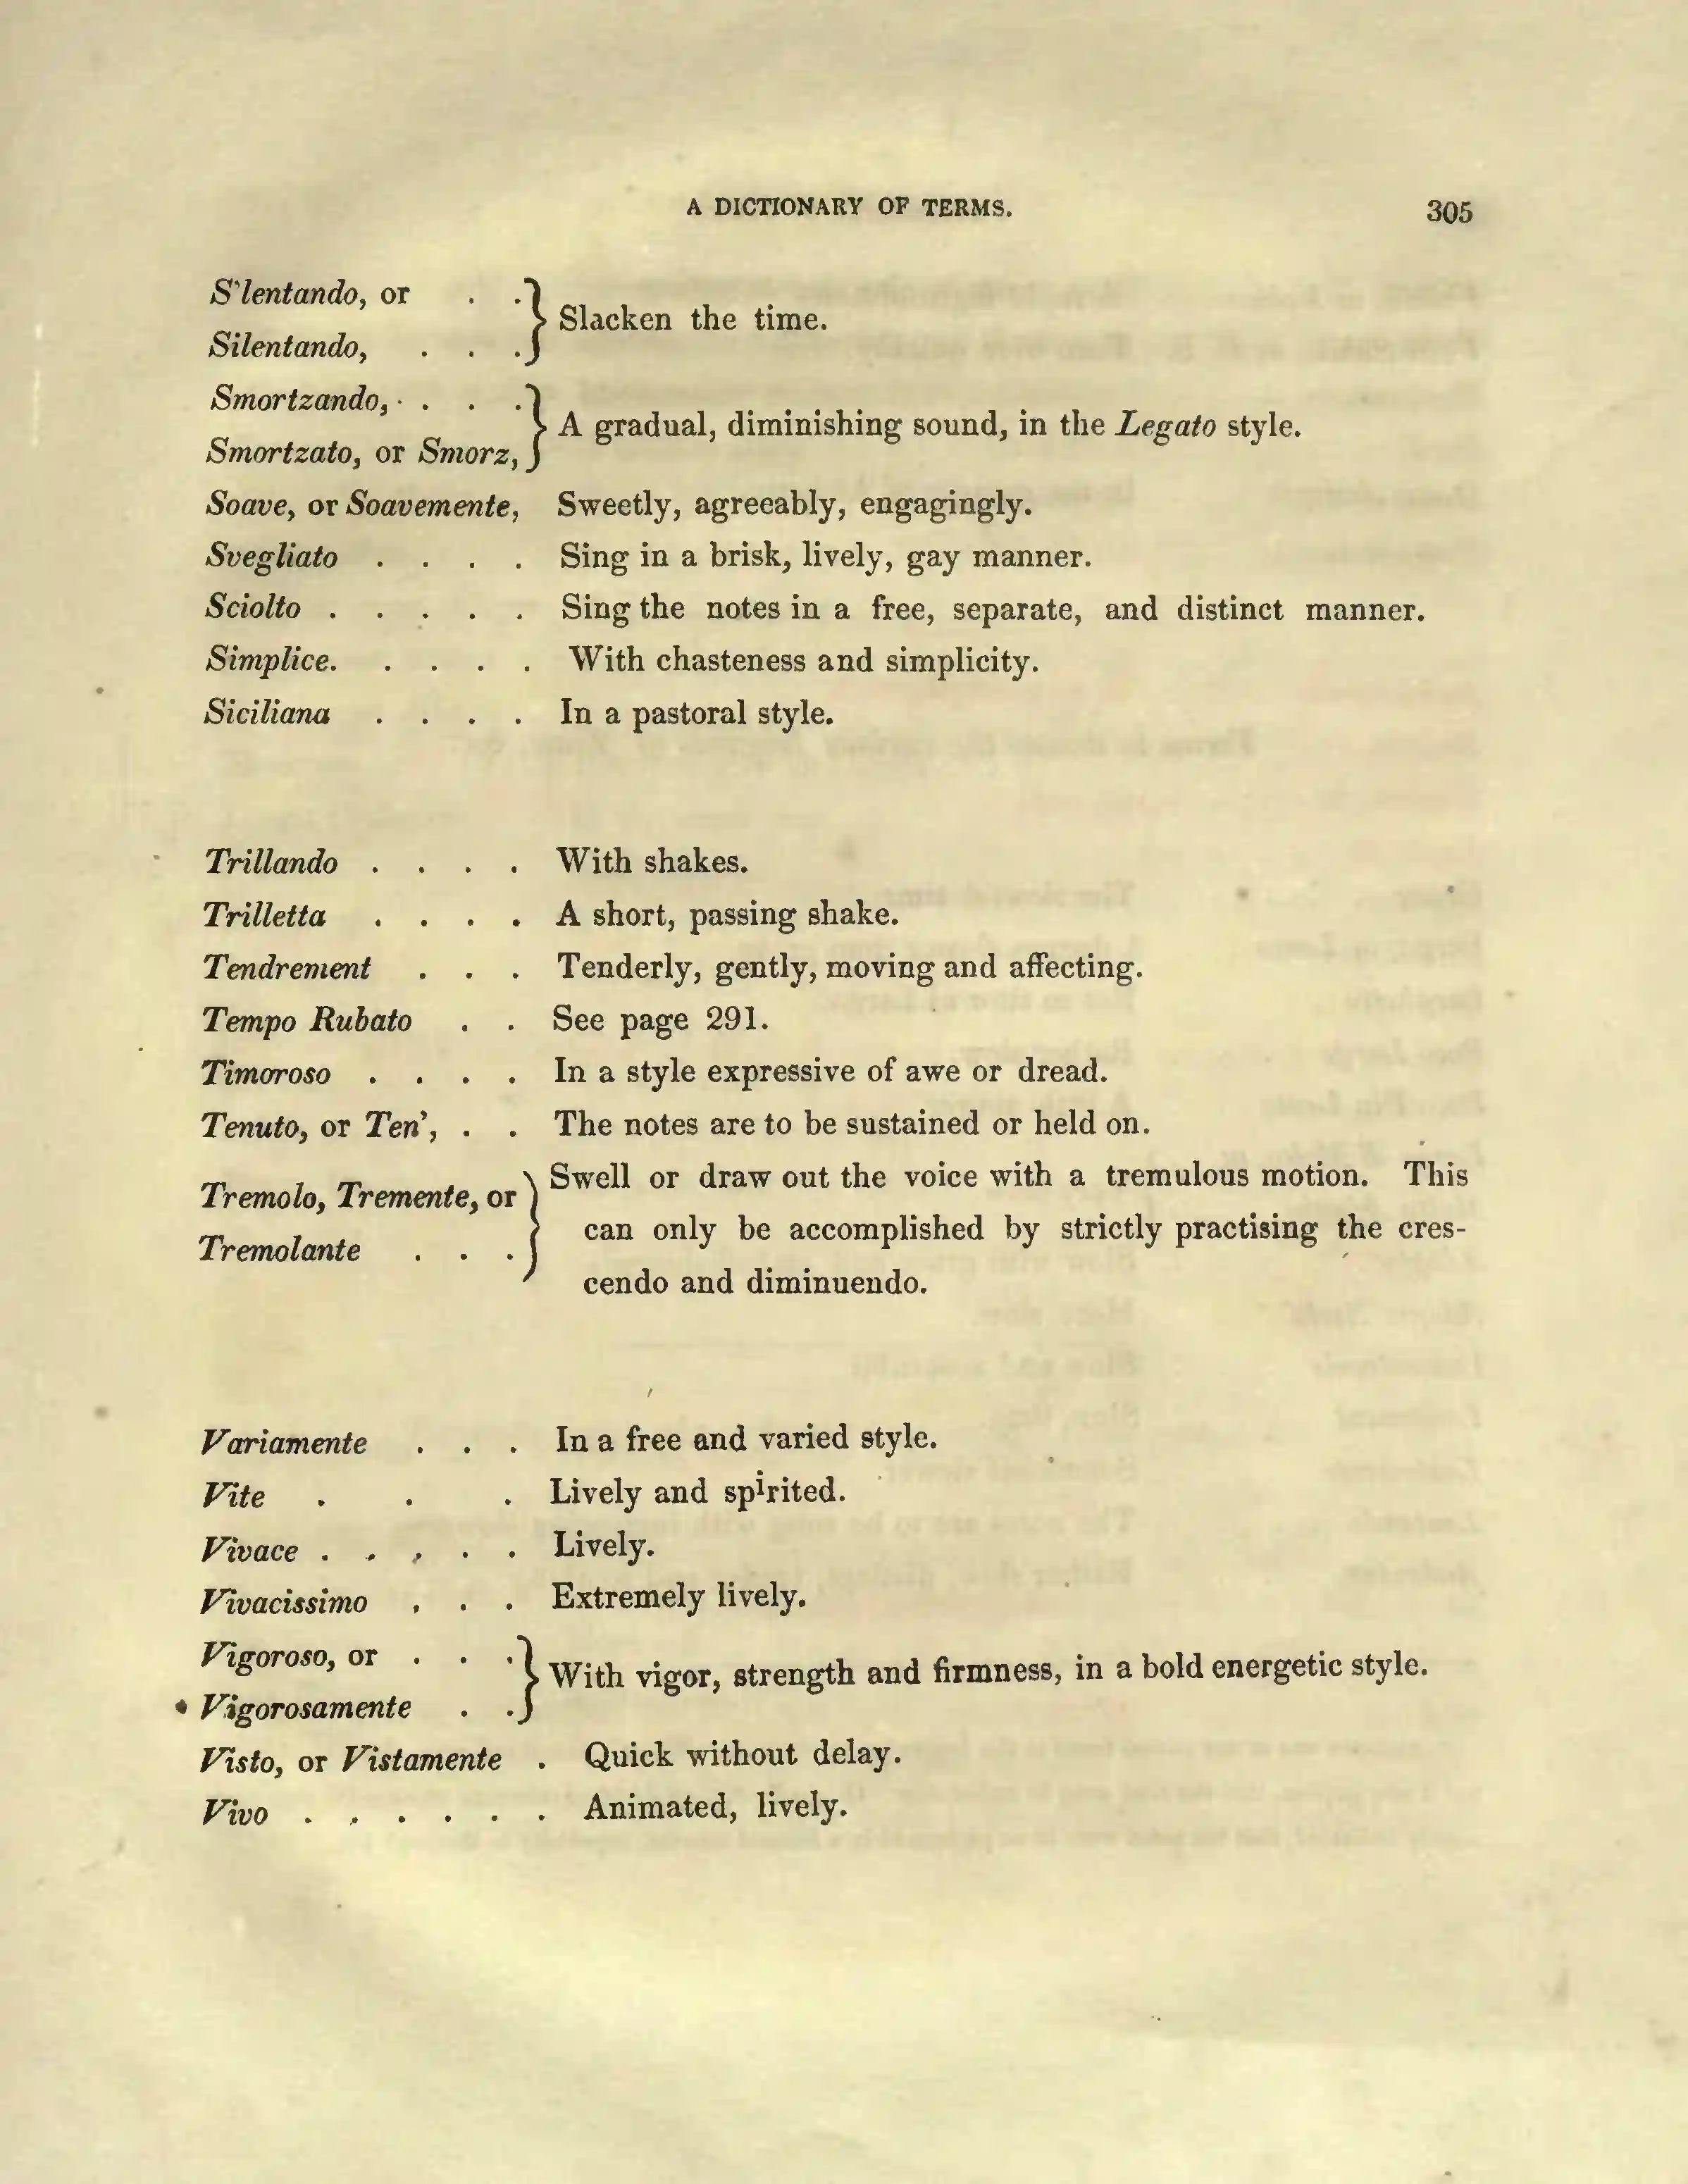 A DICTIONARY OF TERMS. 305
S'lentando, or . . } Slacken the time.
Silentando, . . .
Smortzando, . . . . } A gradual, diminishing sound, in the Legato style.
Smortzato, or Smorz,
Soave, or Soavemente, Sweetly, agreeably, engagingly.
Svegliato . . . . Sing in a brisk, lively, gay manner.
Sciolto . . . . . Sing the notes in a free, separate, and distinct manner.
Simplice. . . . . With chasteness and simplicity.
Siciliana . . . . In a pastoral style.
Trillando . . . . With shakes.
Trilletta . . . . A short, passing shake.
Tendrement . . . Tenderly, gently, moving and affecting.
Tempo Rubato . . See page 291.
Timoroso . . . . In a style expressive of awe or dread.
Tenuto, or Ten', . . The notes are to be sustained or held on.
Tremolo, Tremente, or } Swell or draw out the voice with a tremulous motion. This
Tremolante . . . can only be accomplished by strictly practising the cres-
cendo and diminuendo.
Variamente . . . In a free and varied style.
Vite . . . Lively and spirited.
Vivace . . . . . Lively.
Vivacissimo . . . Extremely lively.
Vigoroso, or . . . } With vigor, strength and firmness, in a bold energetic style.
Vigorosamente . .
Visto, or Vistamente . Quick without delay.
Vivo . . . . . . Animated, lively.